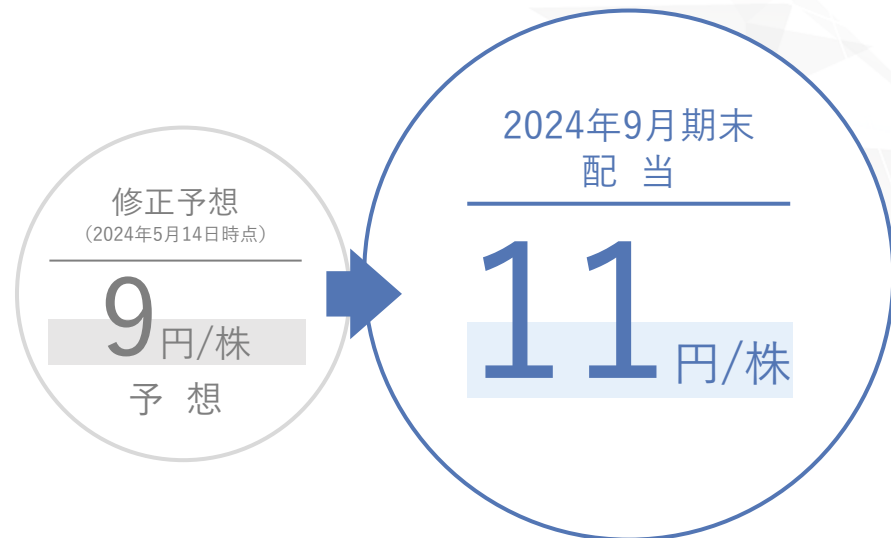 修正予想
(2024年5月14日時点)
9円/株
予 想
2024年9月期末
配 当
11円/株